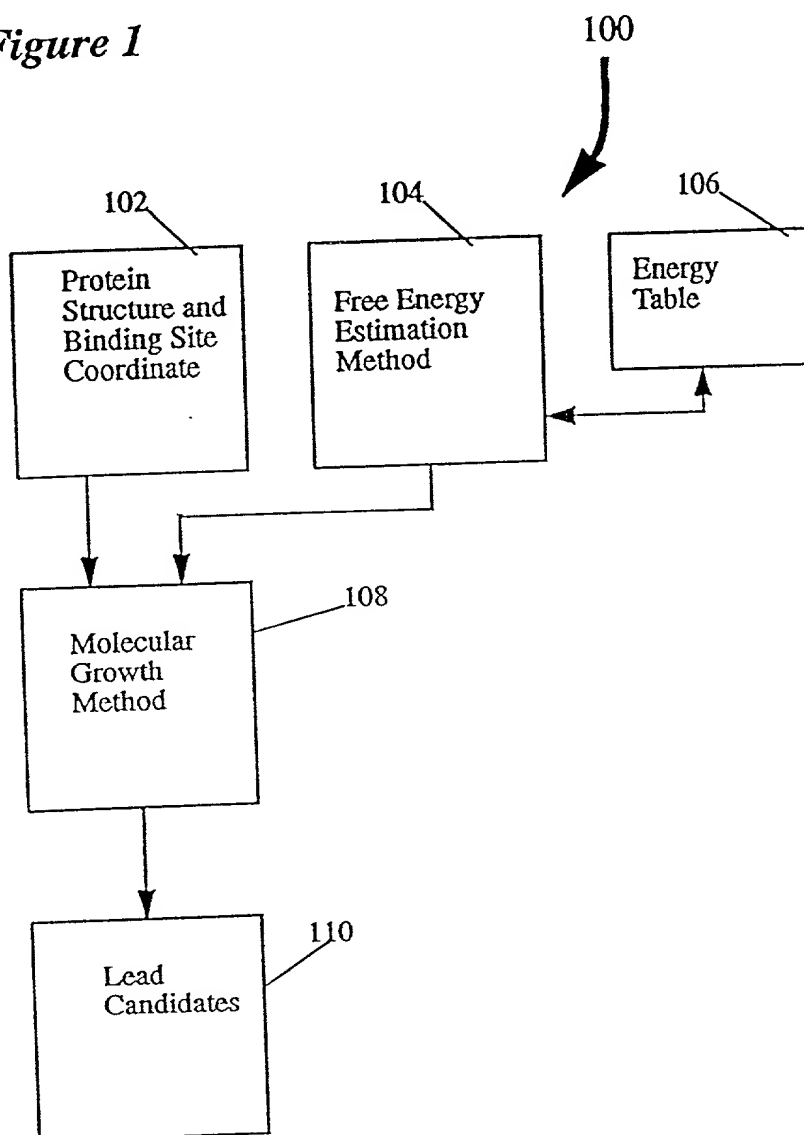 Figure 1
100
102
104
106
Protein
Structure and
Binding Site
Coordinate
Free Energy
Estimation
Method
Energy
Table
108
Molecular
Growth
Method
110
Lead
Candidates